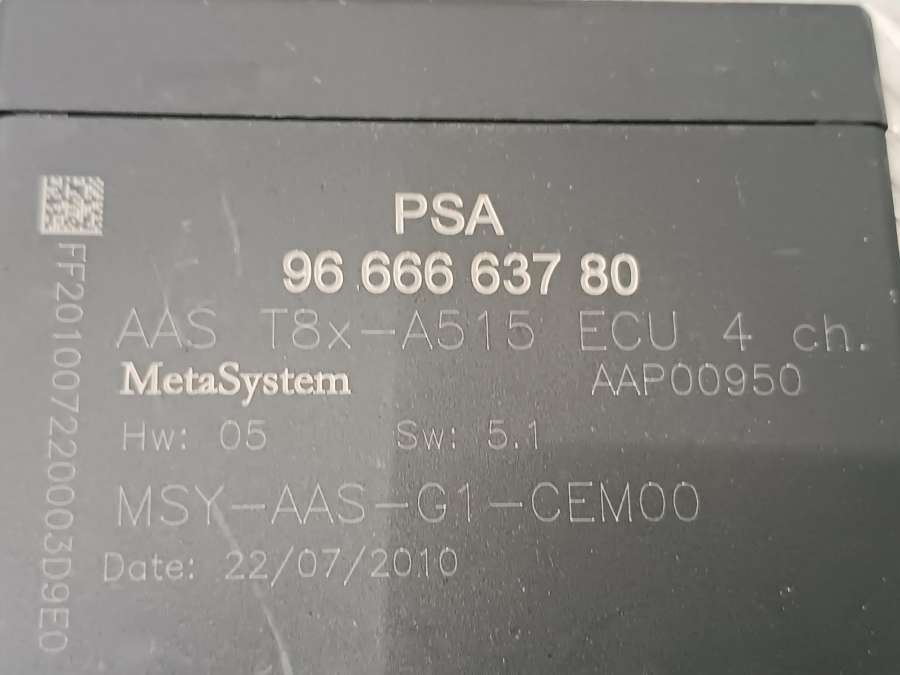 PSA
96 666 637 80
AAS T8x-A515 ECU 4 ch.
MetaSystem AAP00950
Hw: 05 Sw: 5.1
MSY-AAS-G1-CEM00
Date: 22/07/2010
FF201007220003D9E0